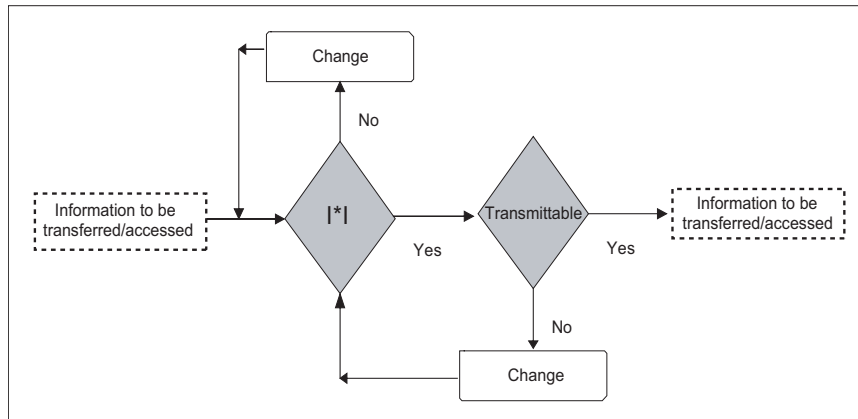 Change
No
Information to be
transferred/accessed
I*I
Yes
Transmittable
Yes
Information to be
transferred/accessed
No
Change